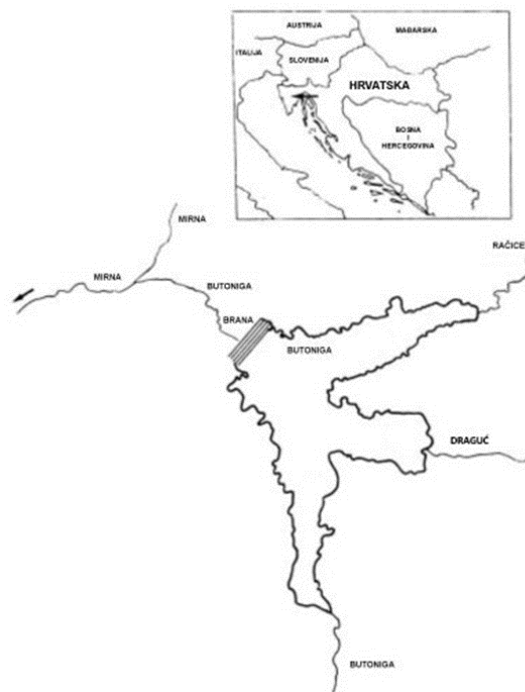 AUSTRIJA
MAĐARSKA
ITALIJA
SLOVENIJA
HRVATSKA
BOSNA
I
HERCEGOVINA
MIRNA
RAČICE
MIRNA
BUTONIGA
BRANA
BUTONIGA
DRAGUĆ
BUTONIGA